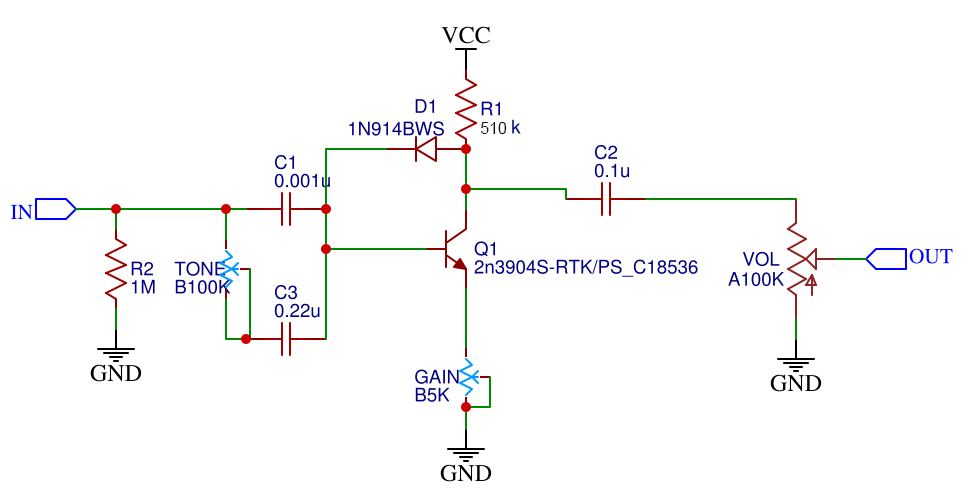 VCC
D1
1N914BWS
R1
510 k
C1
0.001u
C2
0.1u
IN
R2
1M
TONE
B100K
C3
0.22u
Q1
2n3904S-RTK/PS_C18536
VOL
A100K
OUT
GND
GAIN
B5K
GND
GND